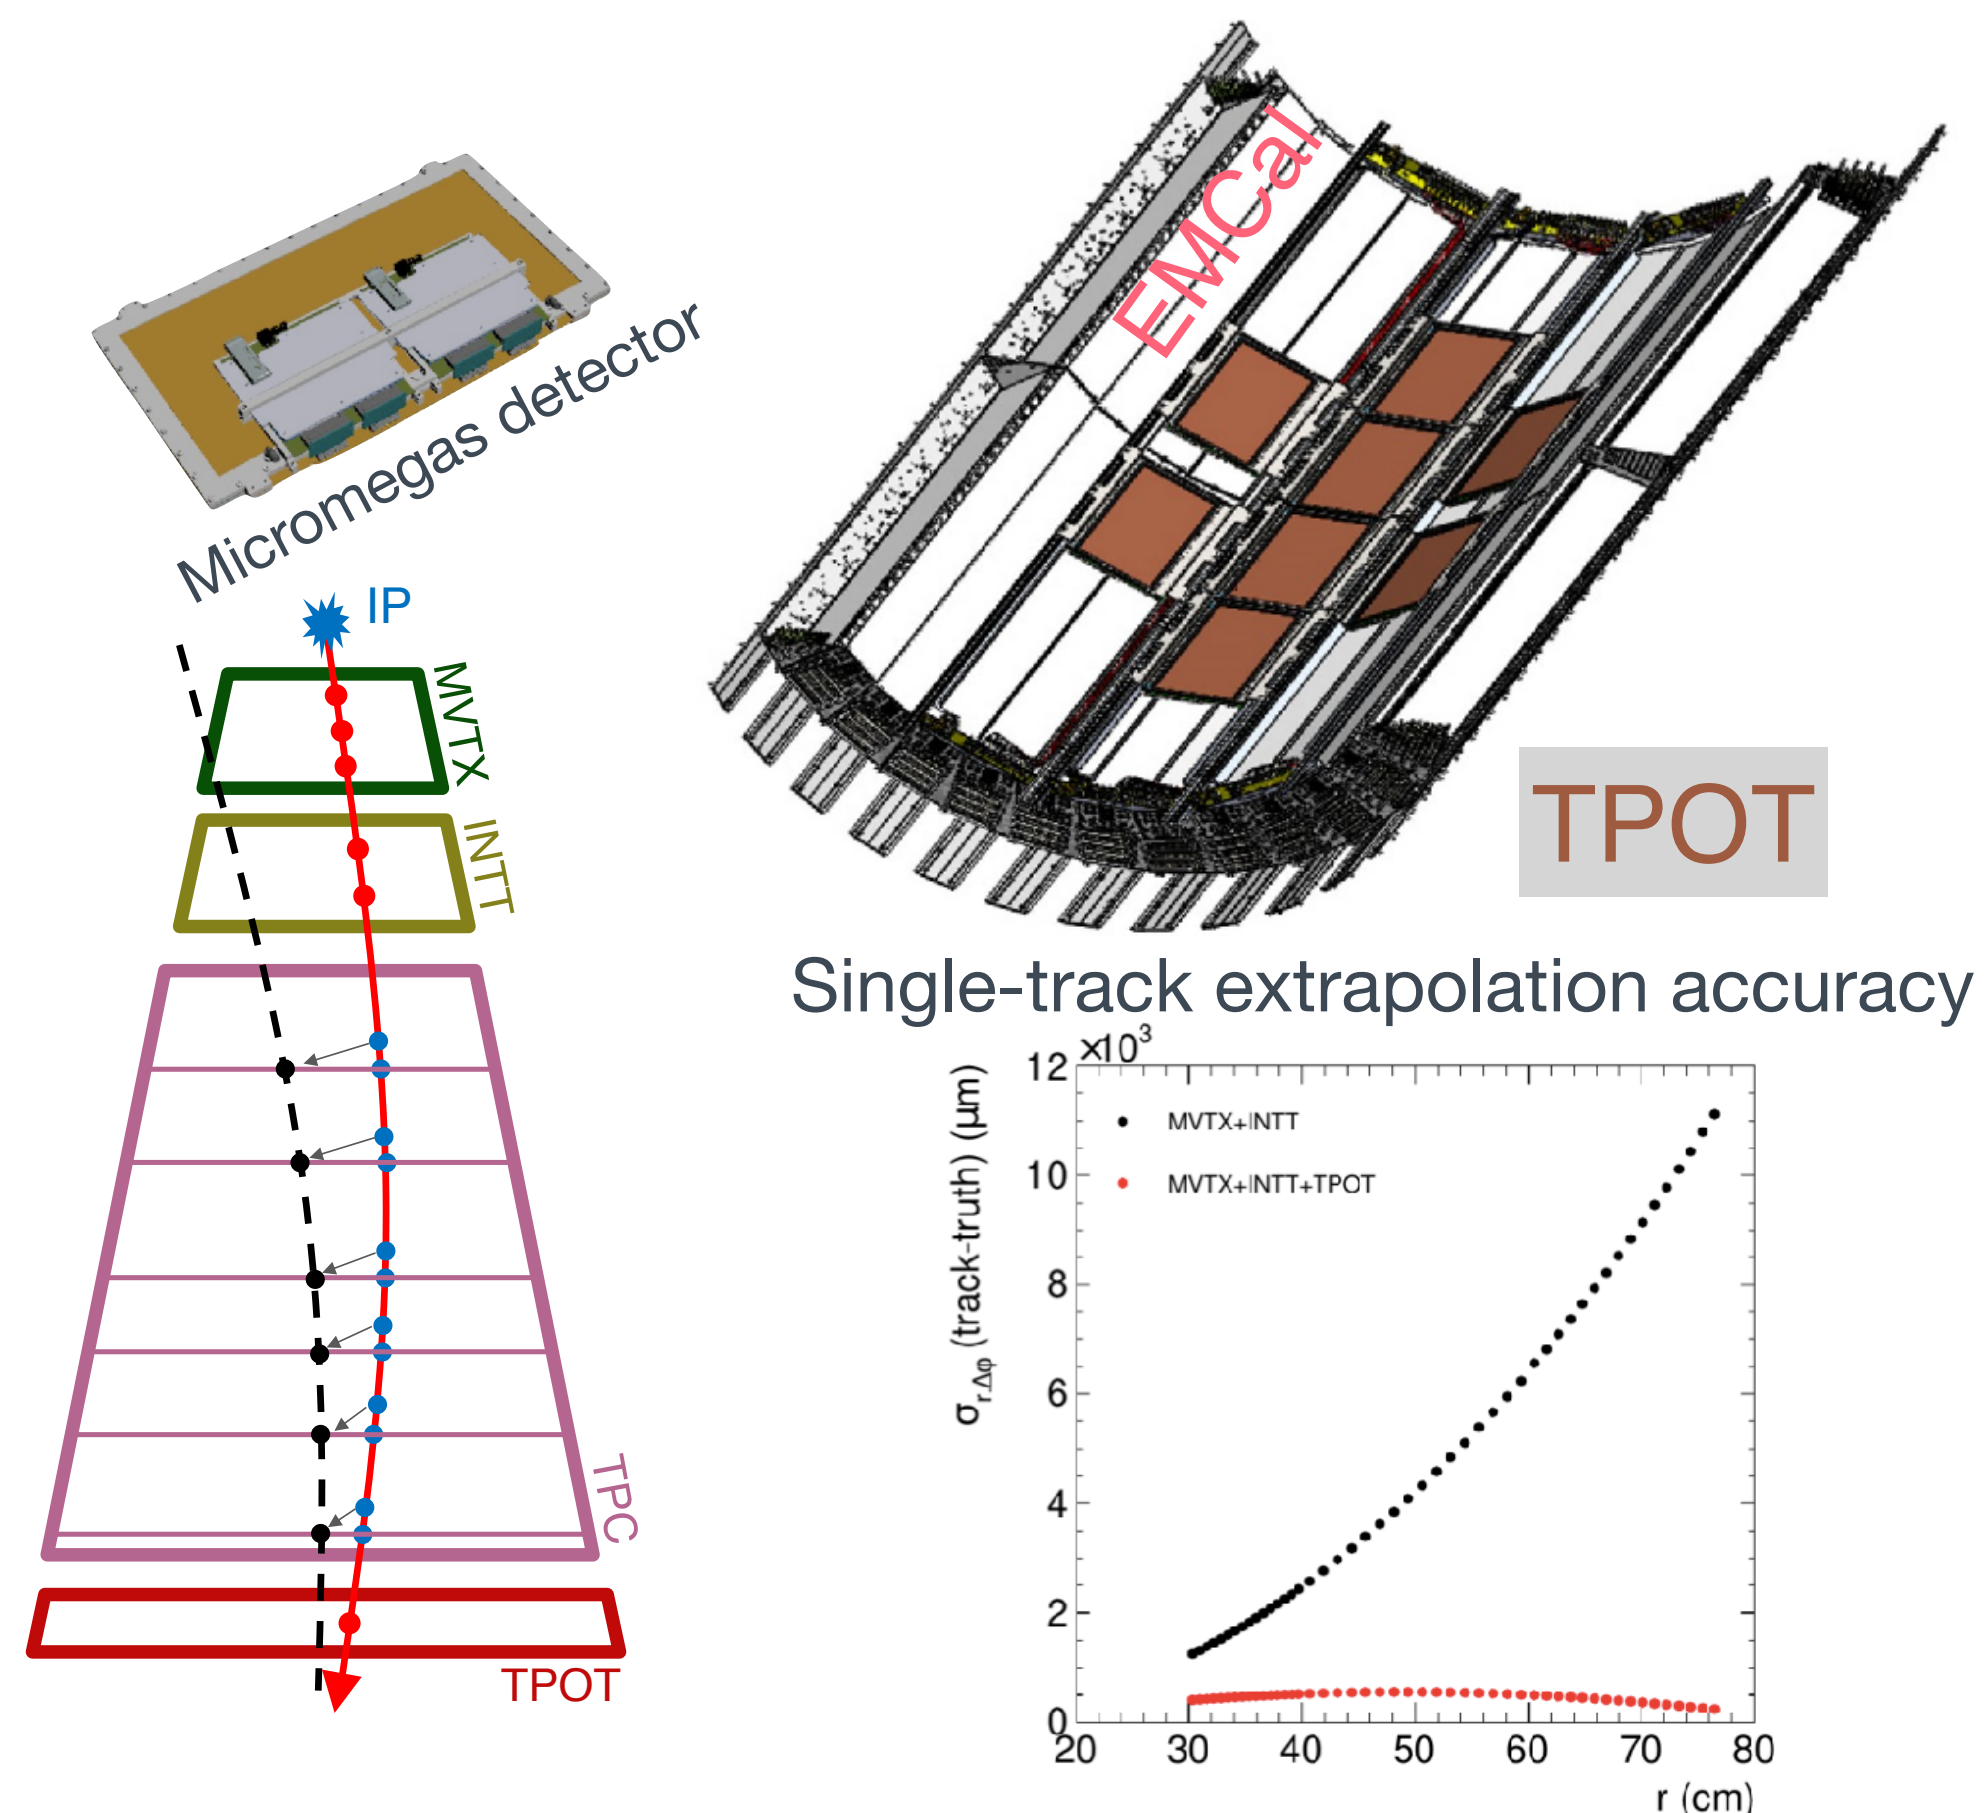 EMCal
Micromegas detector
IP
MVTX
INTT
TPC
TPOT
TPOT
Single-track extrapolation accuracy
×10³
12
10
8
6
4
2
0
σ_{r.Δφ} (track-truth) (μm)
MVTX+INTT
MVTX+INTT+TPOT
20 30 40 50 60 70 80
r (cm)